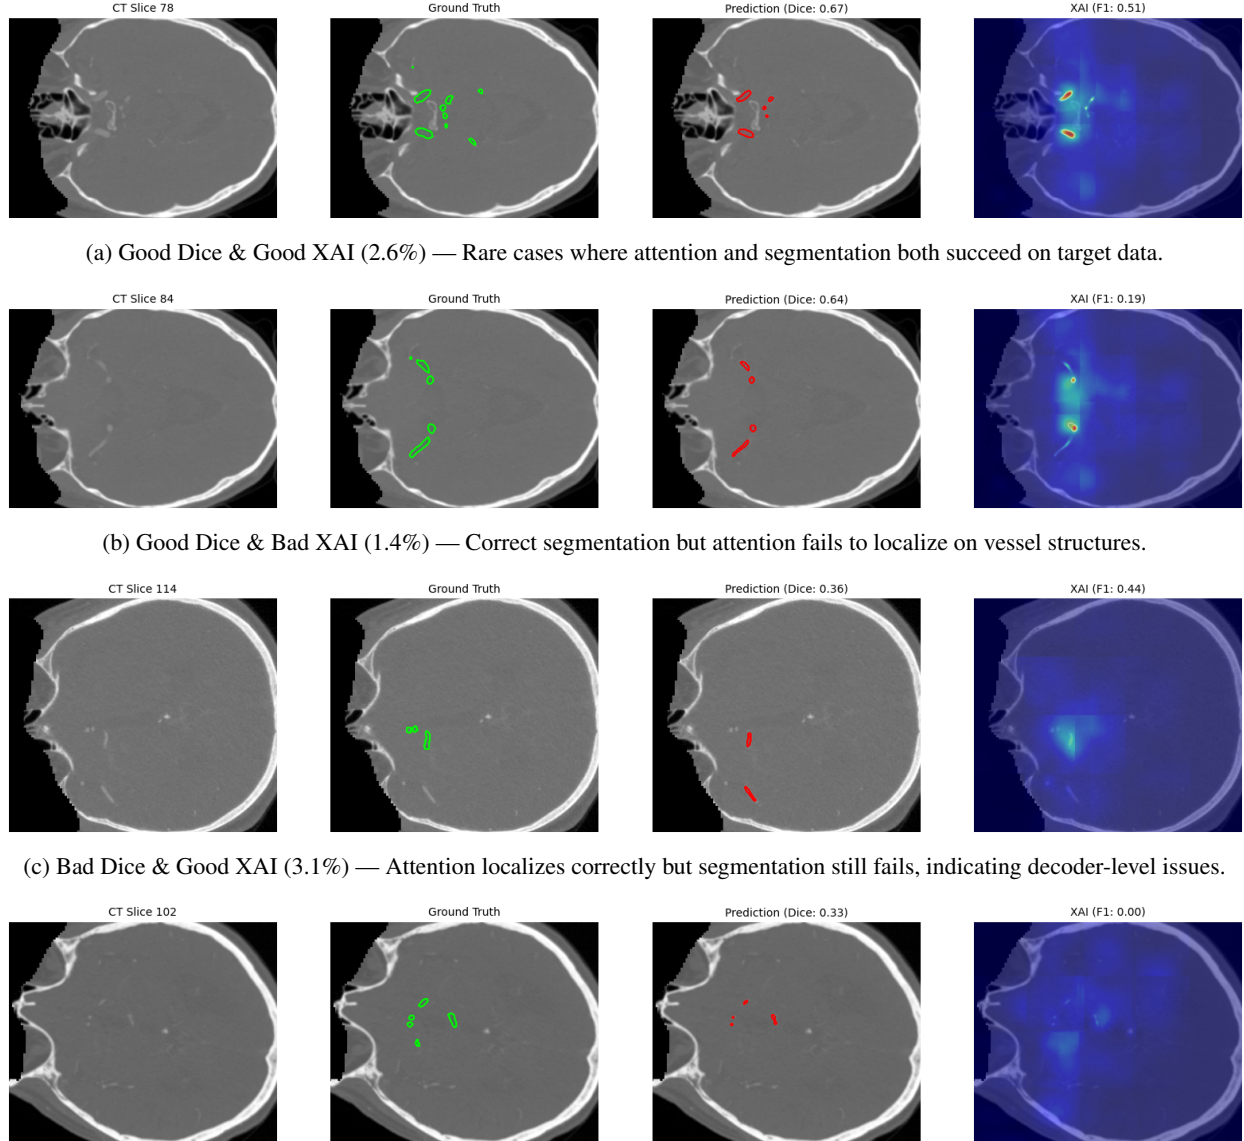 CT Slice 78 Ground Truth Prediction (Dice: 0.67) XAI (F1: 0.51)
(a) Good Dice & Good XAI (2.6%) — Rare cases where attention and segmentation both succeed on target data.
CT Slice 84 Ground Truth Prediction (Dice: 0.64) XAI (F1: 0.19)
(b) Good Dice & Bad XAI (1.4%) — Correct segmentation but attention fails to localize on vessel structures.
CT Slice 114 Ground Truth Prediction (Dice: 0.36) XAI (F1: 0.44)
(c) Bad Dice & Good XAI (3.1%) — Attention localizes correctly but segmentation still fails, indicating decoder-level issues.
CT Slice 102 Ground Truth Prediction (Dice: 0.33) XAI (F1: 0.00)